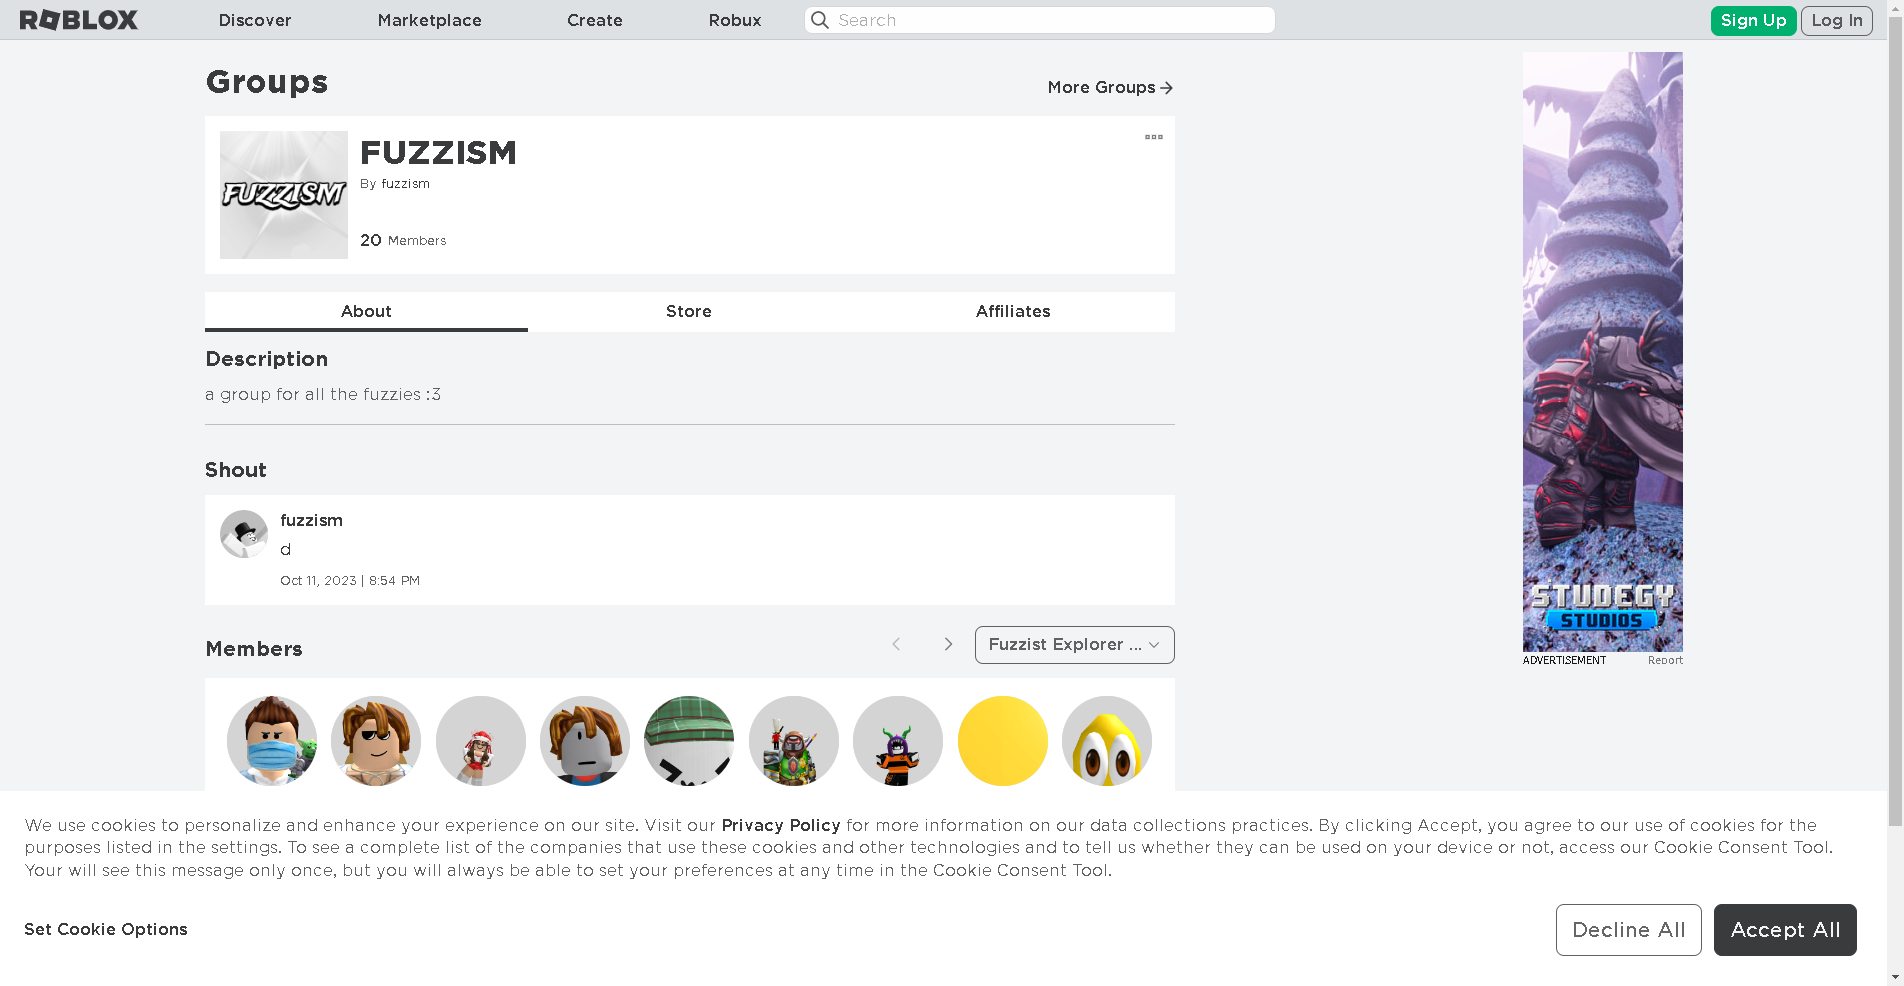 ROBLOX Discover Marketplace Create Robux Search Sign Up Log In
Groups
More Groups
FUZZISM
FUZZISM
By fuzzism
20 Members
About Store Affiliates
Description
a group for all the fuzzies :3
Shout
fuzzism
d
Oct 11, 2023 | 8:54 PM
Members
Fuzzist Explorer ...
STUDEGY
STUDIOS
ADVERTISEMENT Report
We use cookies to personalize and enhance your experience on our site. Visit our Privacy Policy for more information on our data collections practices. By clicking Accept, you agree to our use of cookies for the
purposes listed in the settings. To see a complete list of the companies that use these cookies and other technologies and to tell us whether they can be used on your device or not, access our Cookie Consent Tool.
Your will see this message only once, but you will always be able to set your preferences at any time in the Cookie Consent Tool.
Set Cookie Options
Decline All
Accept All